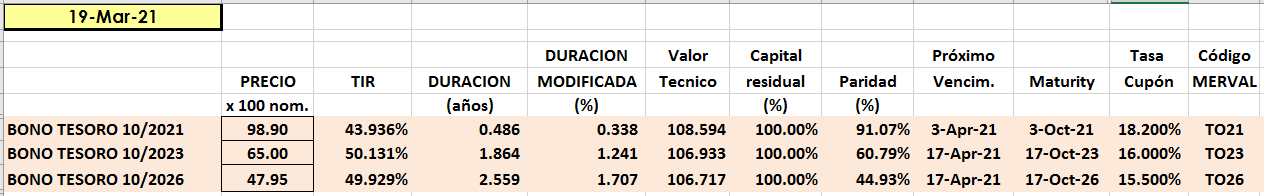 19-Mar-21
DURACION Valor Capital Próximo Tasa Código
PRECIO TIR DURACION MODIFICADA Tecnico residual Paridad Vencim. Maturity Cupón MERVAL
x 100 nom. (años) (%) (%) (%)
BONO TESORO 10/2021 98.90 43.936% 0.486 0.338 108.594 100.00% 91.07% 3-Apr-21 3-Oct-21 18.200% TO21
BONO TESORO 10/2023 65.00 50.131% 1.864 1.241 106.933 100.00% 60.79% 17-Apr-21 17-Oct-23 16.000% TO23
BONO TESORO 10/2026 47.95 49.929% 2.559 1.707 106.717 100.00% 44.93% 17-Apr-21 17-Oct-26 15.500% TO26